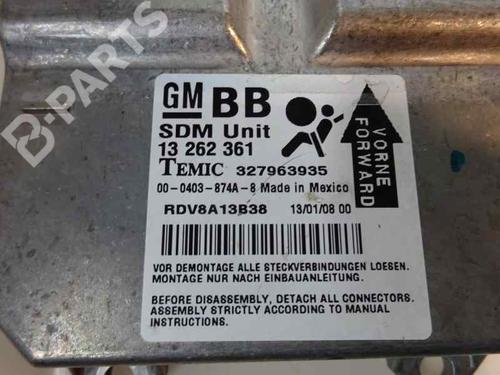 B-PARTS
GM BB
SDM Unit
13 262 361
TEMIC 327963935
00-0403-874A-8 Made in Mexico
RDV8A13B38 13/01/08 00
VORNE
FORWARD
VOR DEMONTAGE ALLE STECKVERBINDUNGEN LOESEN.
MONTAGE NUR NACH EINBAUANLEITUNG.
BEFORE DISASSEMBLY, DETACH ALL CONNECTORS.
ASSEMBLY STRICTLY ACCORDING TO MANUAL
INSTRUCTIONS.